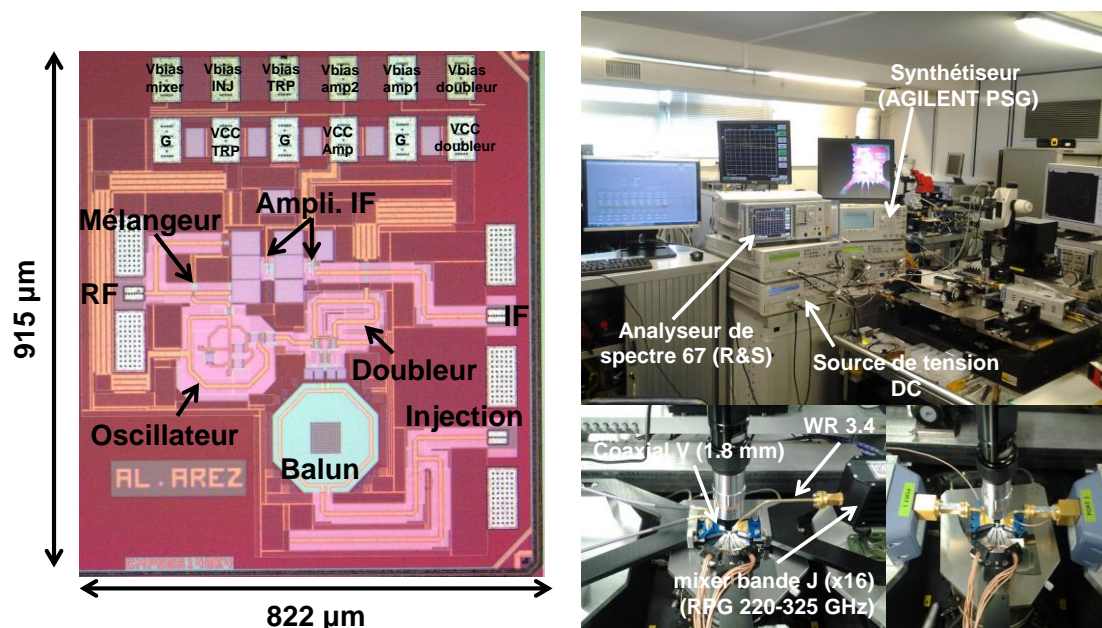 Vbias
mixer
Vbias
INJ
Vbias
TRP
Vbias
amp2
Vbias
amp1
Vbias
doubleur
G
VCC
TRP
G
VCC
Amp
G
VCC
doubleur
Mélangeur
Ampli. IF
RF
IF
Doubleur
Oscillateur
Injection
Balun
AL.AREZ
915 µm
822 µm
Synthétiseur
(AGILENT PSG)
Analyseur de
spectre 67 (R&S)
Source de tension
DC
WR 3.4
Coaxial V (1.8 mm)
mixer bande J (x16)
(RPG 220-325 GHz)